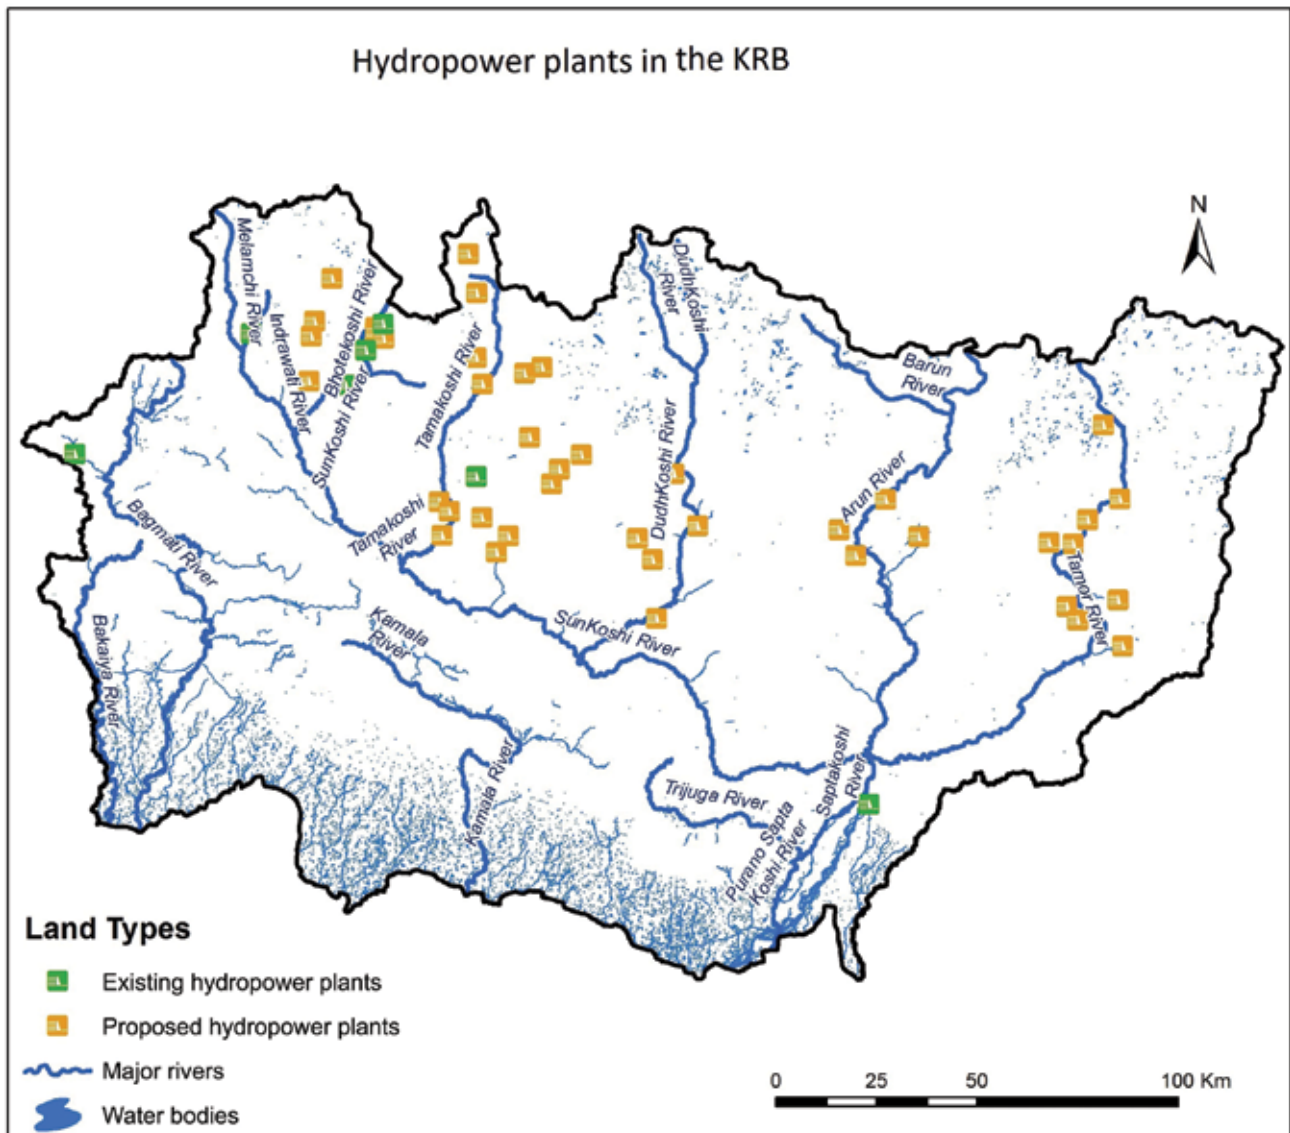 Hydropower plants in the KRB
N
Melamchi River
Indrawati River
Bhotekoshi River
SunKoshi River
Tamakoshi River
DudhKoshi
River
Barun
River
DudhKoshi River
Arun River
Tamakoshi
River
Bagmati River
Bakaiya River
Kamala
River
SunKoshi River
Tamor River
Kamala River
Trijuga River
Saptakoshi
River
Purano Sapta
Koshi River
Land Types
Existing hydropower plants
Proposed hydropower plants
Major rivers
Water bodies
0 25 50 100 Km